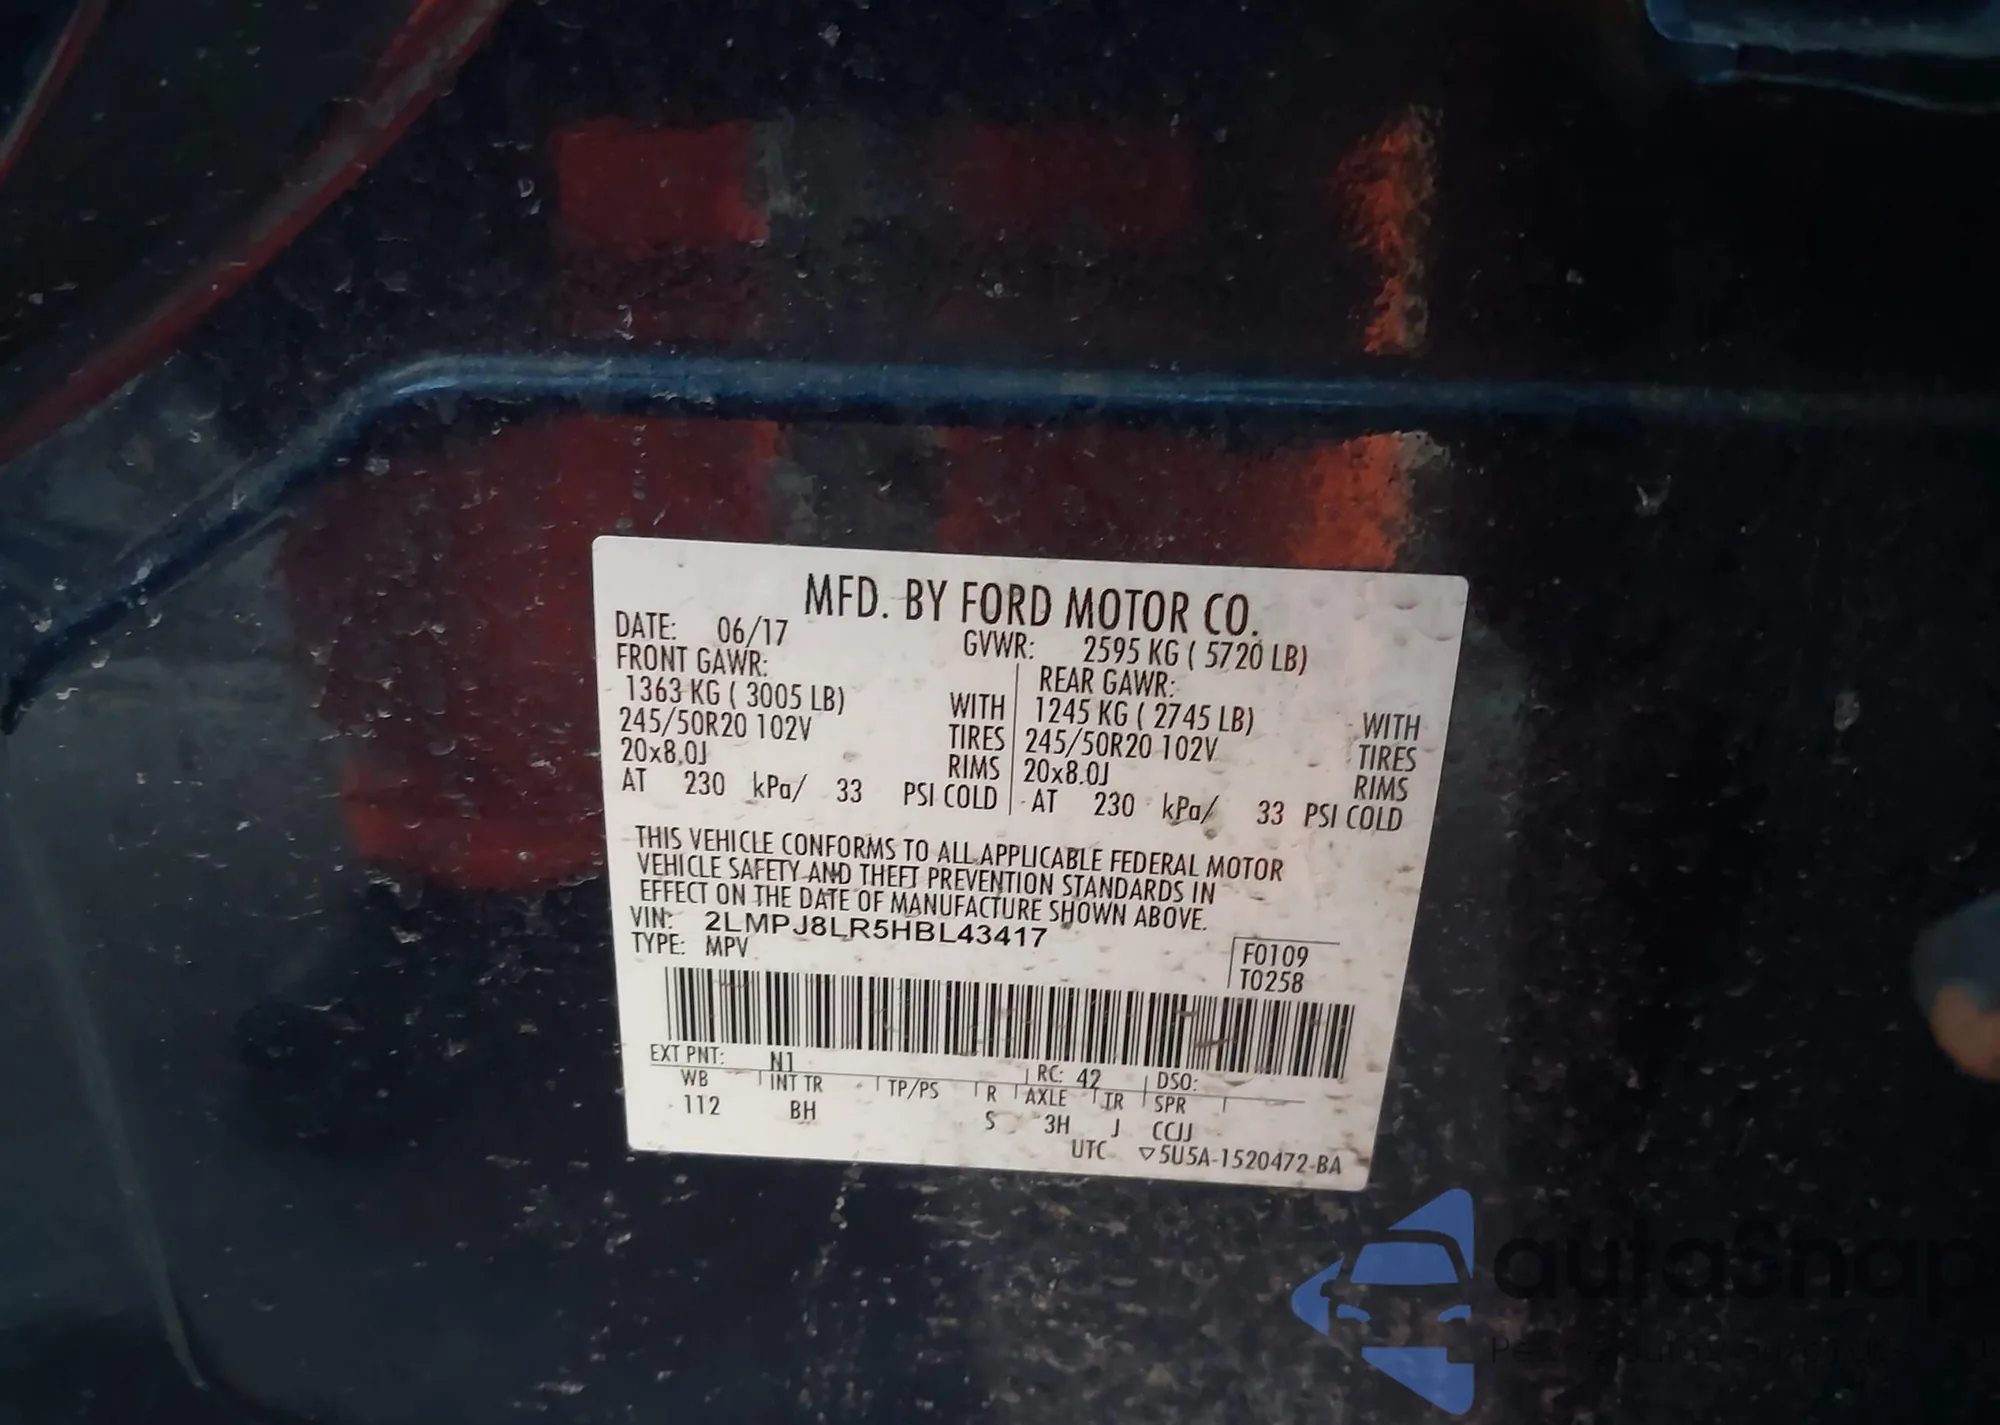 MFD. BY FORD MOTOR CO.
DATE: 06/17 GVWR: 2595 KG ( 5720 LB)
FRONT GAWR: REAR GAWR:
1363 KG ( 3005 LB) WITH 1245 KG ( 2745 LB) WITH
245/50R20 102V TIRES 245/50R20 102V TIRES
20x8.0J RIMS 20x8.0J RIMS
AT 230 kPa/ 33 PSI COLD AT 230 kPa/ 33 PSI COLD
THIS VEHICLE CONFORMS TO ALL APPLICABLE FEDERAL MOTOR
VEHICLE SAFETY AND THEFT PREVENTION STANDARDS IN
EFFECT ON THE DATE OF MANUFACTURE SHOWN ABOVE.
VIN: 2LMPJ8LR5HBL43417
TYPE: MPV
F0109
T0258
EXT PNT: N1 RC: 42 DSO:
WB INT TR TP/PS R AXLE TR SPR
112 BH S 3H J CCJJ
UTC ▽5U5A-1520472-BA
autosnap